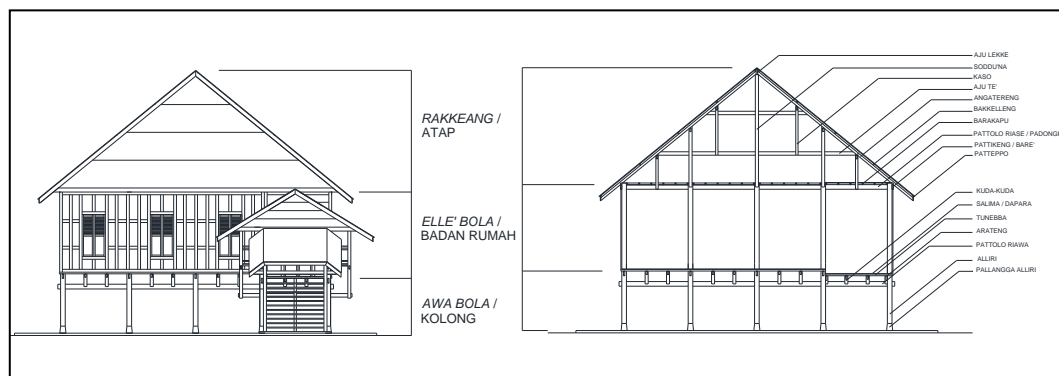 RAKKEANG /
ATAP
ELLE' BOLA /
BADAN RUMAH
AWA BOLA /
KOLONG
AJU LEKKE
SODDU'NA
KASO
AJU TE'
ANGATERENG
BAKKELLENG
BARAKAPU
PATTOLO RIASE / PADONGKO
PATTIKENG / BARE'
PATTEPPO
KUDA-KUDA
SALIMA / DAPARA
TUNEBBA
ARATENG
PATTOLO RIAWA
ALLIRI
PALLANGGA ALLIRI